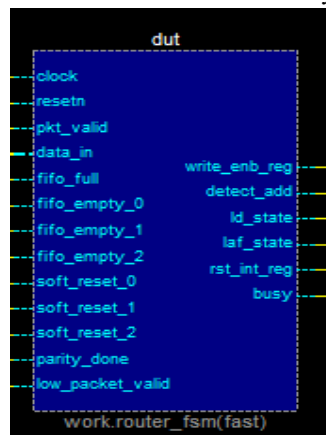 dut
clock
resetn
pkt_valid
data_in
fifo_full
fifo_empty_0
fifo_empty_1
fifo_empty_2
soft_reset_0
soft_reset_1
soft_reset_2
parity_done
low_packet_valid
write_enb_reg
detect_add
ld_state
laf_state
rst_int_reg
busy
work.router_fsm(fast)